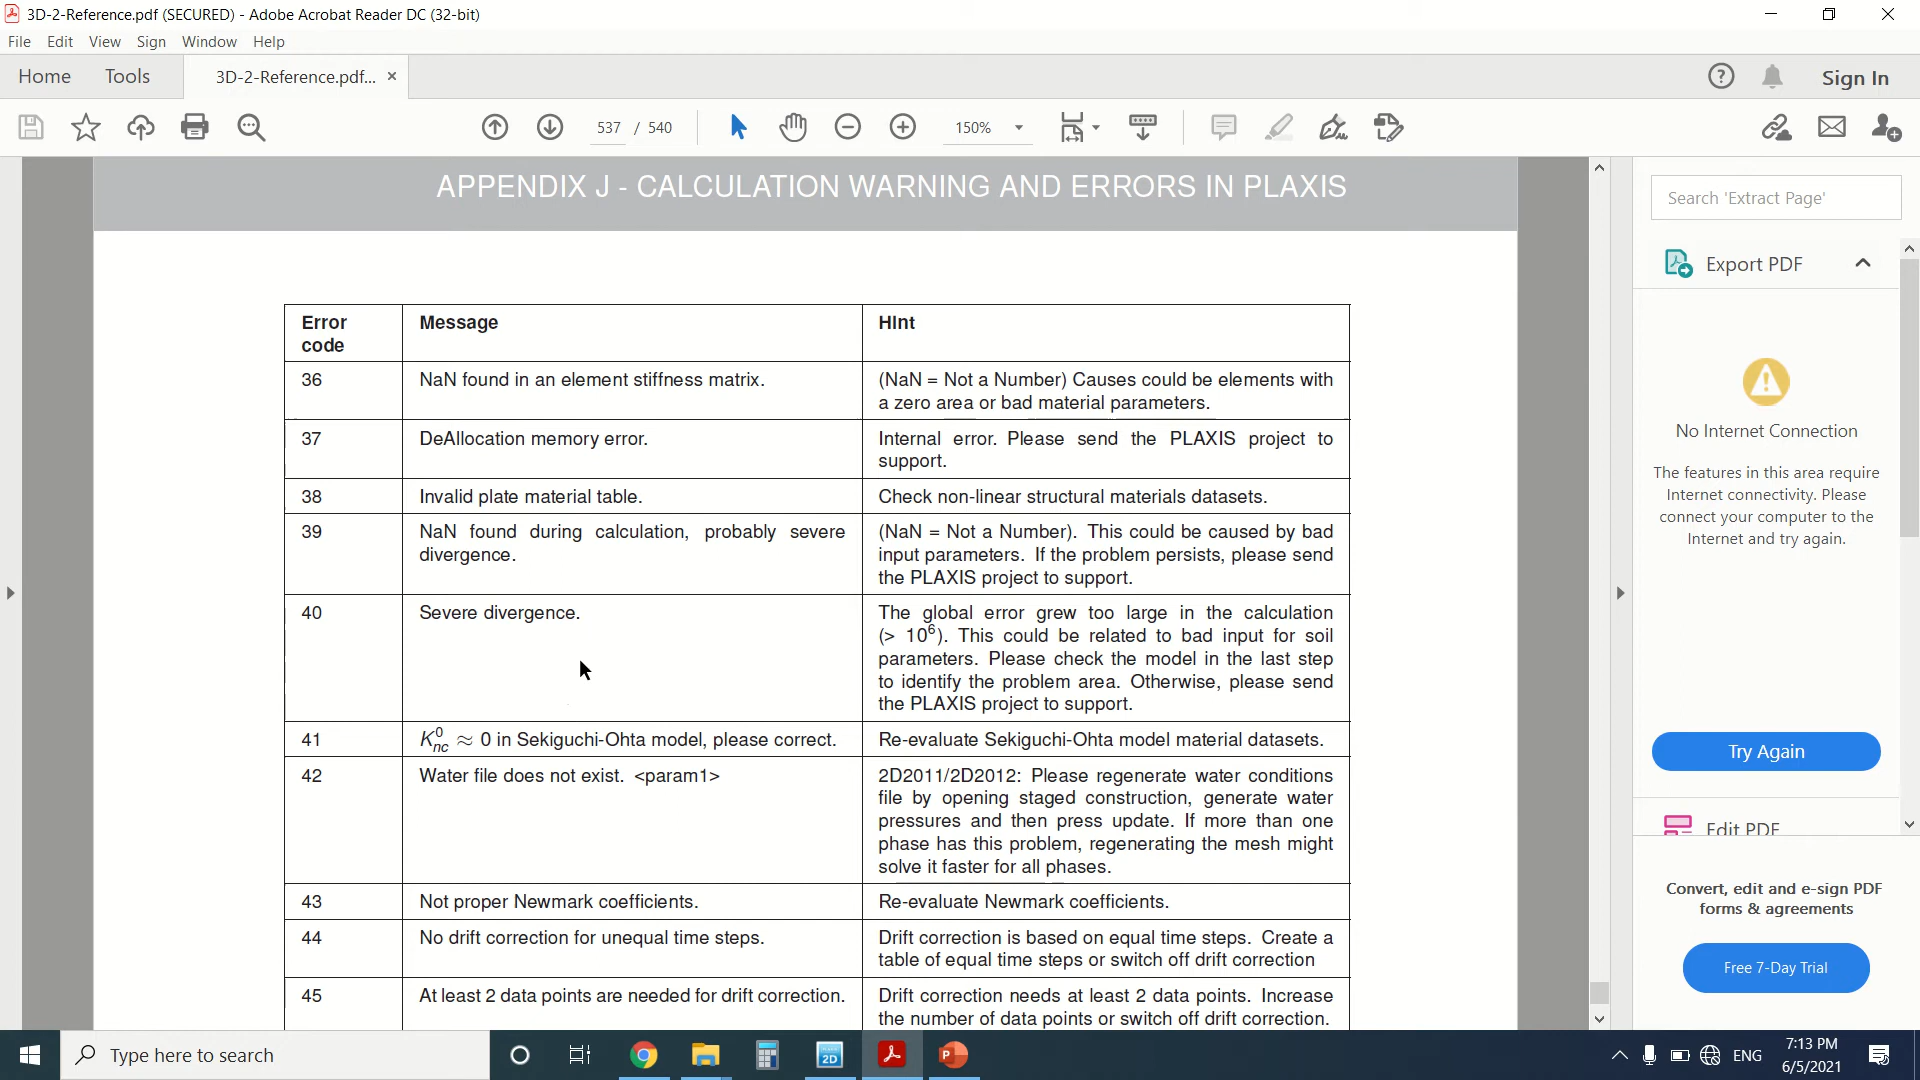 3D-2-Reference.pdf (SECURED) - Adobe Acrobat Reader DC (32-bit)
File Edit View Sign Window Help
Home Tools 3D-2-Reference.pdf... × Sign In
537 / 540 150%
APPENDIX J - CALCULATION WARNING AND ERRORS IN PLAXIS
Error code
Message
HInt
36
NaN found in an element stiffness matrix.
(NaN = Not a Number) Causes could be elements with
a zero area or bad material parameters.
37
DeAllocation memory error.
Internal error. Please send the PLAXIS project to
support.
38
Invalid plate material table.
Check non-linear structural materials datasets.
39
NaN found during calculation, probably severe
divergence.
(NaN = Not a Number). This could be caused by bad
input parameters. If the problem persists, please send
the PLAXIS project to support.
40
Severe divergence.
The global error grew too large in the calculation
(> 10⁶). This could be related to bad input for soil
parameters. Please check the model in the last step
to identify the problem area. Otherwise, please send
the PLAXIS project to support.
41
K⁰nc ≈ 0 in Sekiguchi-Ohta model, please correct.
Re-evaluate Sekiguchi-Ohta model material datasets.
42
Water file does not exist. <param1>
2D2011/2D2012: Please regenerate water conditions
file by opening staged construction, generate water
pressures and then press update. If more than one
phase has this problem, regenerating the mesh might
solve it faster for all phases.
43
Not proper Newmark coefficients.
Re-evaluate Newmark coefficients.
44
No drift correction for unequal time steps.
Drift correction is based on equal time steps. Create a
table of equal time steps or switch off drift correction
45
At least 2 data points are needed for drift correction.
Drift correction needs at least 2 data points. Increase
the number of data points or switch off drift correction.
Search 'Extract Page'
Export PDF
No Internet Connection
The features in this area require
Internet connectivity. Please
connect your computer to the
Internet and try again.
Try Again
Edit PDF
Convert, edit and e-sign PDF
forms & agreements
Free 7-Day Trial
Type here to search
2D
ENG
7:13 PM
6/5/2021